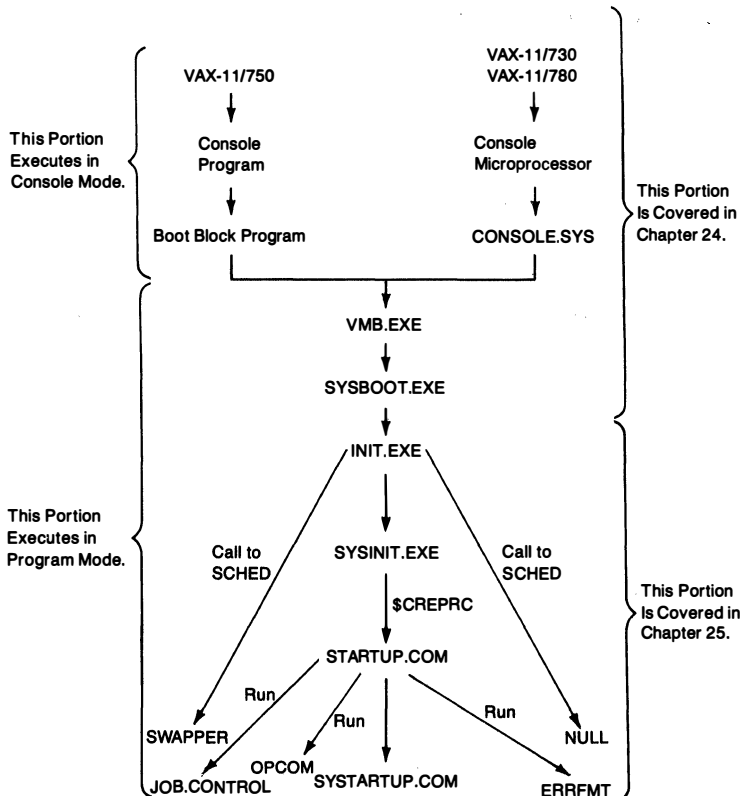 VAX-11/750
VAX-11/730
VAX-11/780
This Portion
Executes in
Console Mode.
Console
Program
Console
Microprocessor
This Portion
Is Covered in
Chapter 24.
Boot Block Program
CONSOLE.SYS
VMB.EXE
SYSBOOT.EXE
INIT.EXE
This Portion
Executes in
Program Mode.
Call to
SCHED
SYSINIT.EXE
Call to
SCHED
$CREPRC
This Portion
Is Covered in
Chapter 25.
STARTUP.COM
Run
Run
Run
SWAPPER
NULL
OPCOM
JOB.CONTROL
SYSTARTUP.COM
ERRFMT